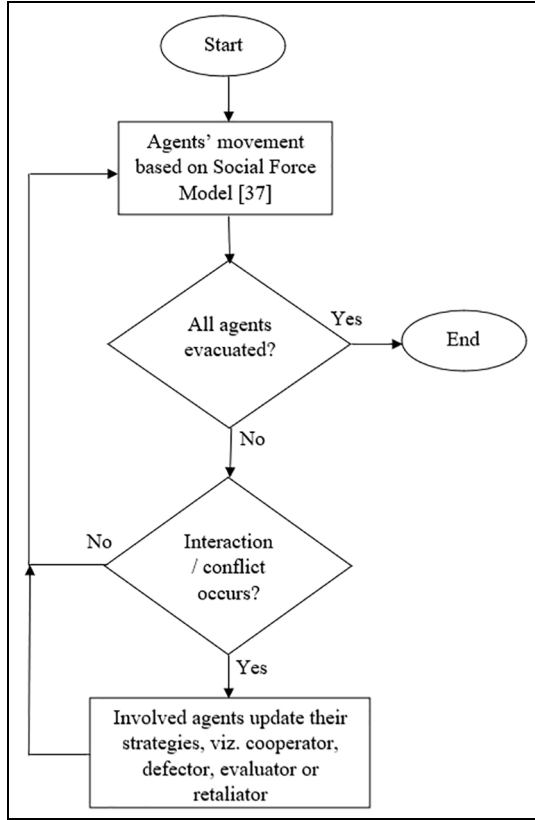 Start
Agents’ movement
based on Social Force
Model [37]
All agents
evacuated?
Yes
End
No
Interaction
/ conflict
occurs?
No
Yes
Involved agents update their
strategies, viz. cooperator,
defector, evaluator or
retaliator